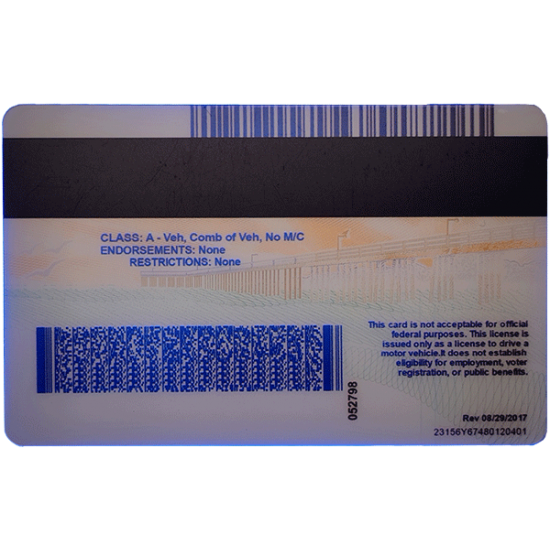 CLASS: A - Veh, Comb of Veh, No M/C
ENDORSEMENTS: None
RESTRICTIONS: None
This card is not acceptable for official
federal purposes. This license is
issued only as a license to drive a
motor vehicle.It does not establish
eligibility for employment, voter
registration, or public benefits.
052798
Rev 08/29/2017
23156Y67480120401